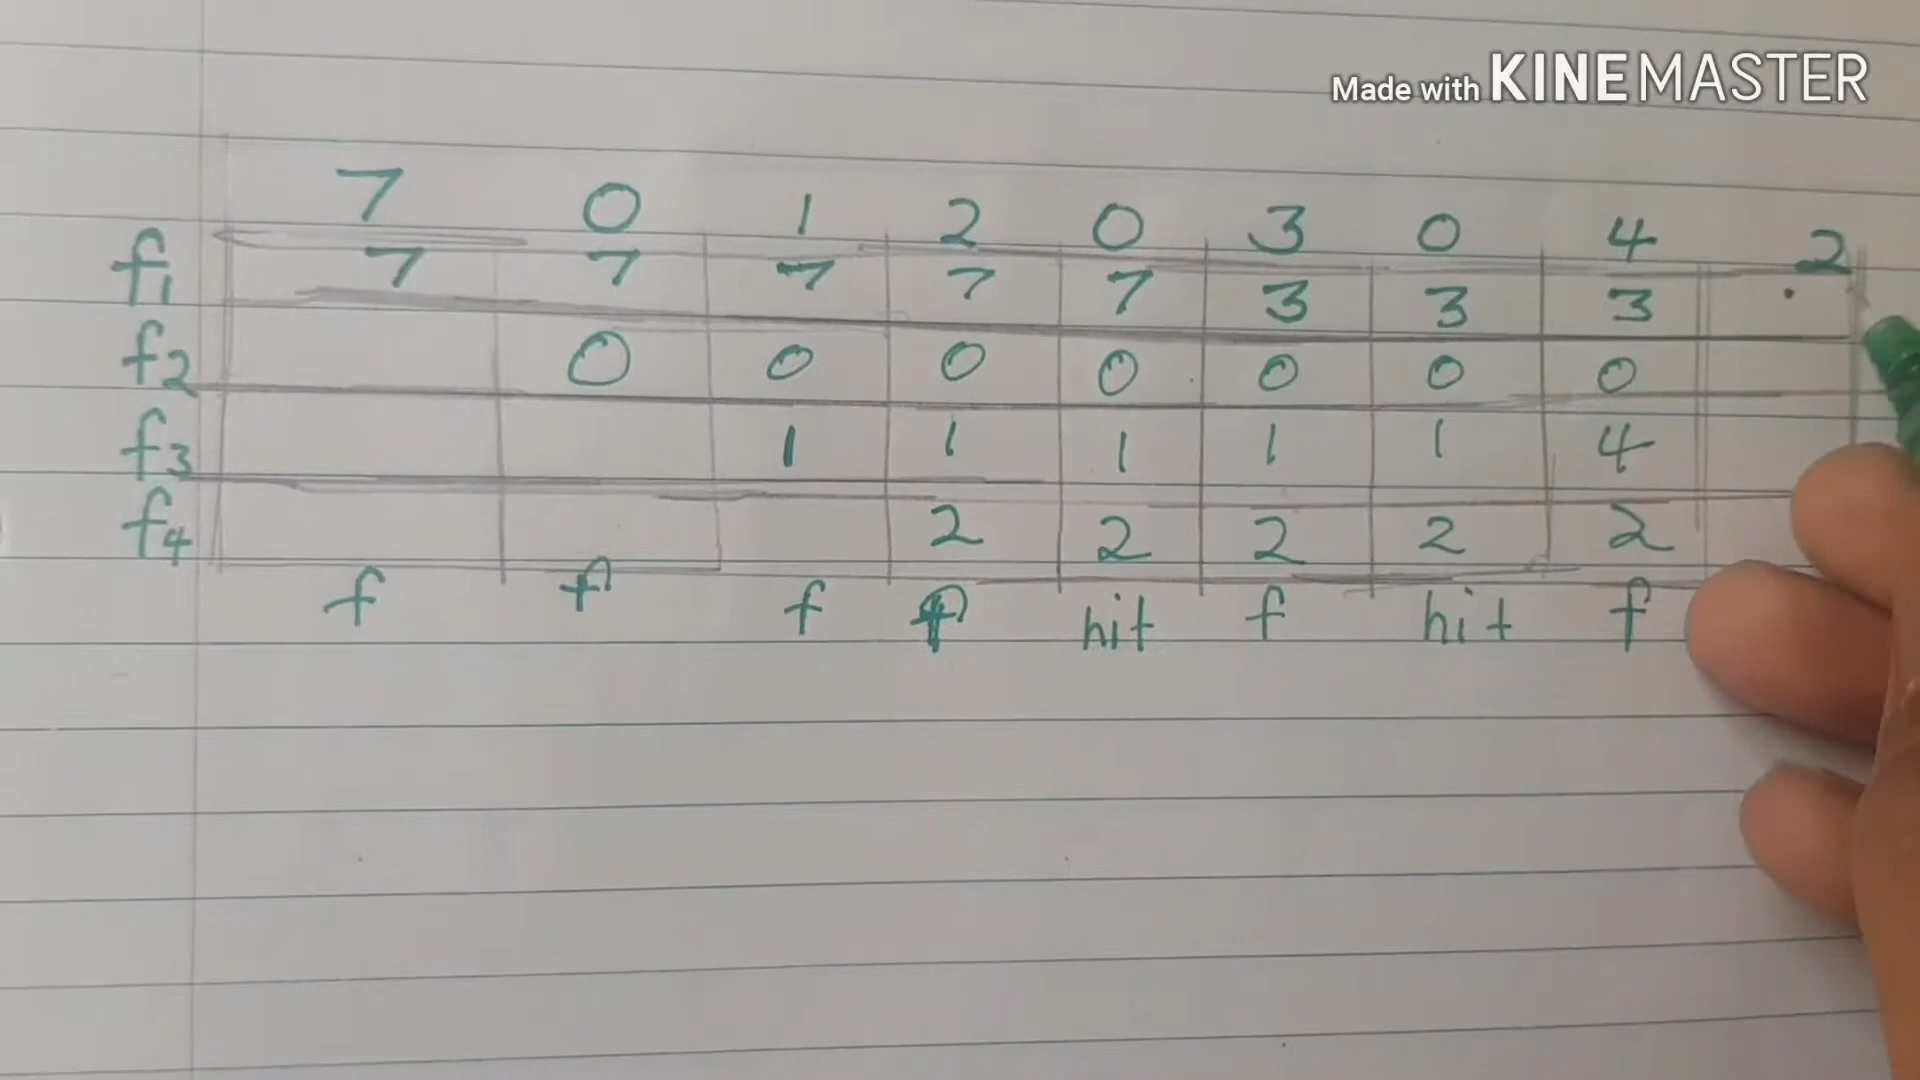 Made with KINEMASTER
7 0 1 2 0 3 0 4 2
f1 7 7 7 7 7 3 3 3
f2 0 0 0 0 0 0 0
f3 1 1 1 1 1 4
f4 2 2 2 2 2
f f f f hit f hit f